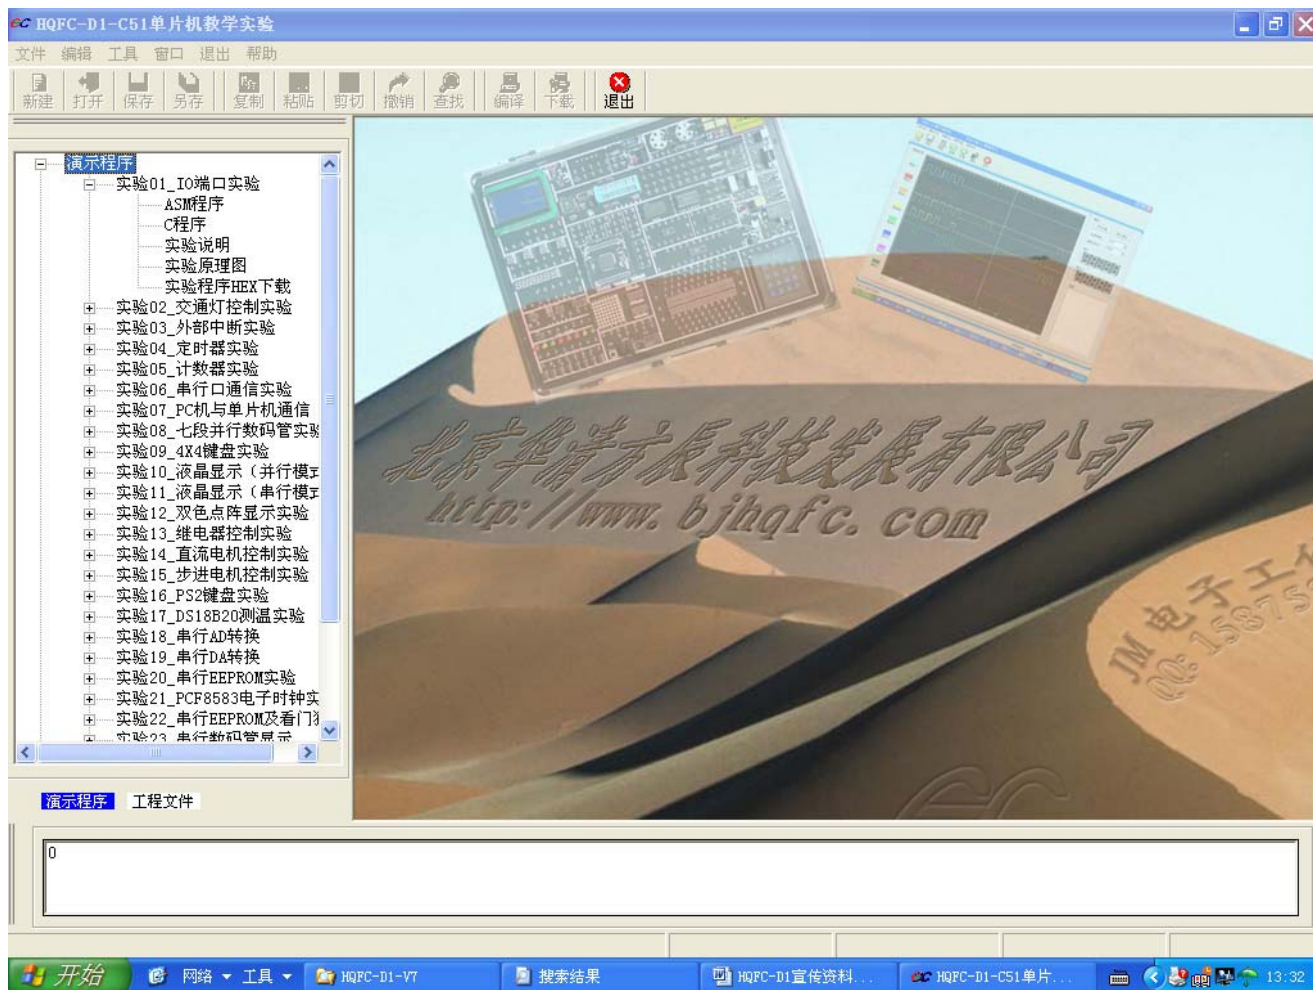 HQFC-D1-C51单片机教学实验
文件 编辑 工具 窗口 退出 帮助
新建 打开 保存 另存 复制 粘贴 剪切 撤销 查找 编译 下载 退出
演示程序
实验01_IO端口实验
ASM程序
C程序
实验说明
实验原理图
实验程序HEX下载
实验02_交通灯控制实验
实验03_外部中断实验
实验04_定时器实验
实验05_计数器实验
实验06_串行口通信实验
实验07_PC机与单片机通信
实验08_七段并行数码管实验
实验09_4X4键盘实验
实验10_液晶显示（并行模式
实验11_液晶显示（串行模式
实验12_双色点阵显示实验
实验13_继电器控制实验
实验14_直流电机控制实验
实验15_步进电机控制实验
实验16_PS2键盘实验
实验17_DS18B20测温实验
实验18_串行AD转换
实验19_串行DA转换
实验20_串行EEPROM实验
实验21_PCF8583电子时钟实
实验22_串行EEPROM及看门
实验23_串行数码管显示
北京华清方辰科技发展有限公司
http://www.bjhqfc.com
JM 电子工作
QQ: 15875
演示程序 工程文件
0
开始 网络 工具 HQFC-D1-V7 搜索结果 HQFC-D1宣传资料... HQFC-D1-C51单片... 13:32